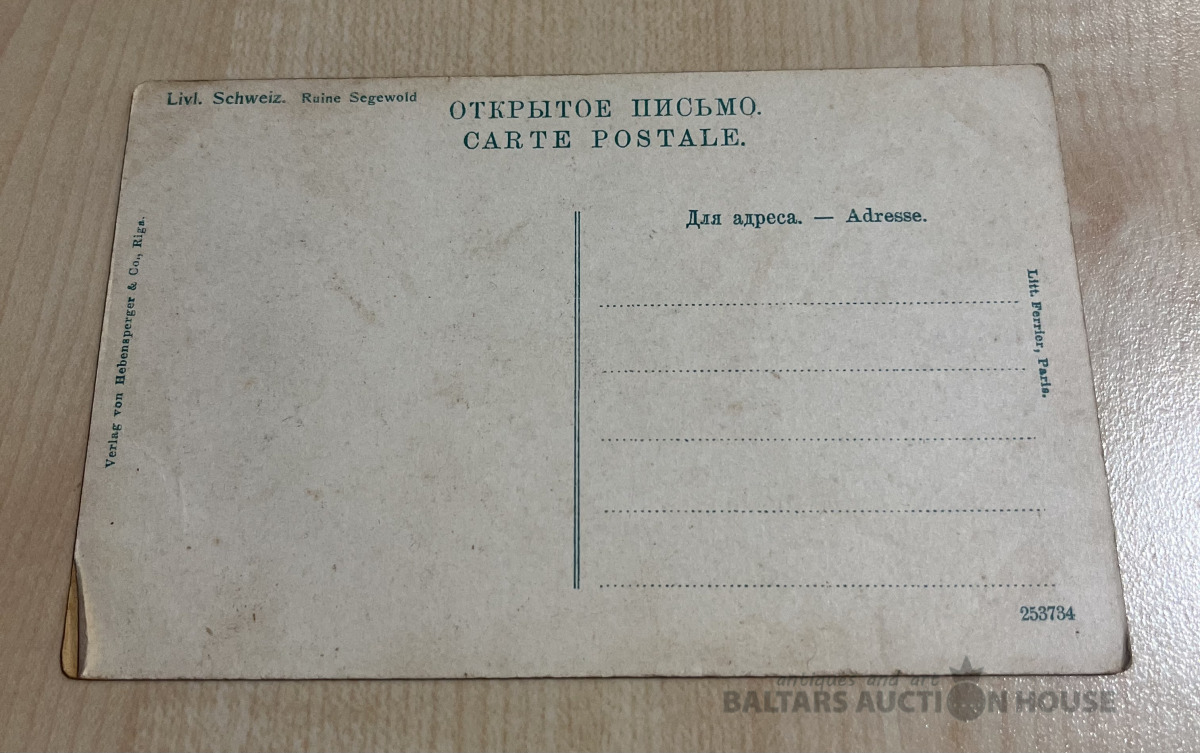 Livl. Schweiz. Ruine Segewold
ОТКРЫТОЕ ПИСЬМО.
CARTE POSTALE.
Для адреса. — Adresse.
Verlag von Hebensperger & Co., Riga.
Litt. Ferrier, Paris.
253734
antiques and art
BALTARS AUCTION HOUSE